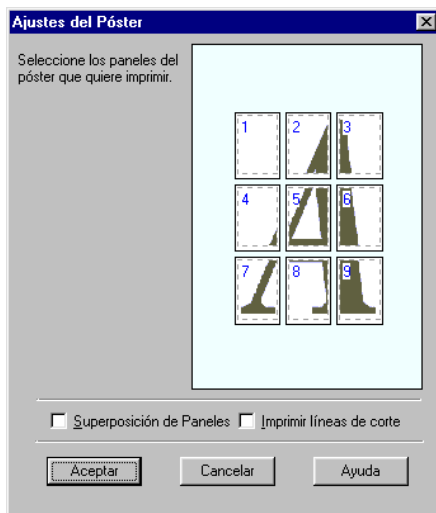 Ajustes del Póster
Seleccione los paneles del
póster que quiere imprimir.
1 2 3
4 5 6
7 8 9
Superposición de Paneles Imprimir líneas de corte
Aceptar Cancelar Ayuda